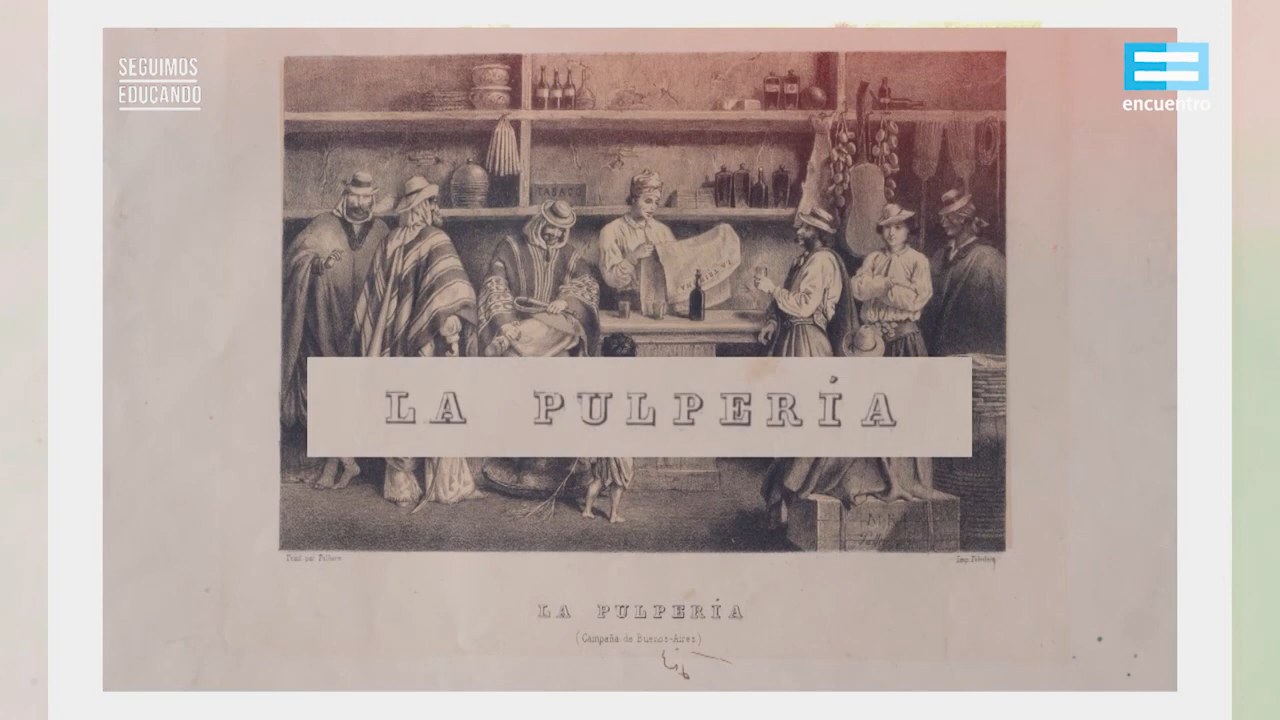 SEGUIMOS
EDUCANDO
encuentro
TABACO
LA PULPERÍA
LA PULPERÍA
(Campaña de Buenos-Aires)